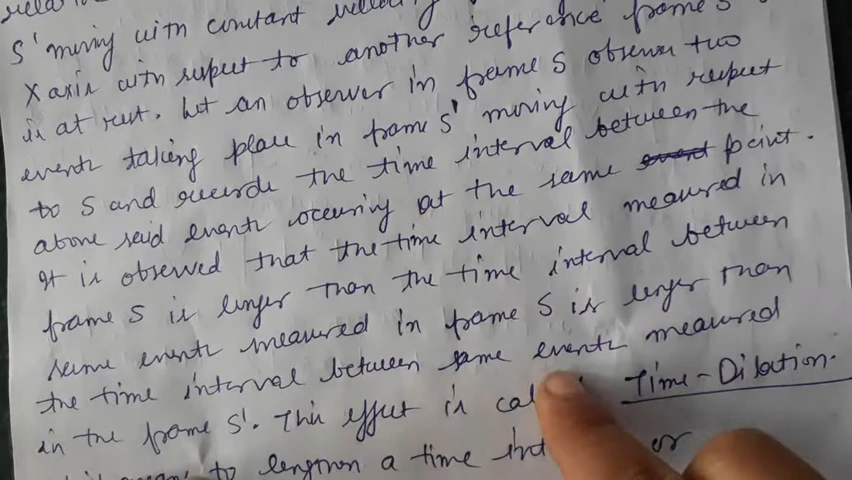 S' moving with constant
X axis with respect to another reference frame S
is at rest. Let an observer in frame S observes two
events taking place in frame S' moving with respect
to S and records the time interval between the
above said events occuring at the same event point.
It is observed that the time interval measured in
frame S is longer than the time interval between
same events measured in frame S is longer than
the time interval between same events measured
in the frame S'. This effect is Time-Dilation.
to lengthen a time or